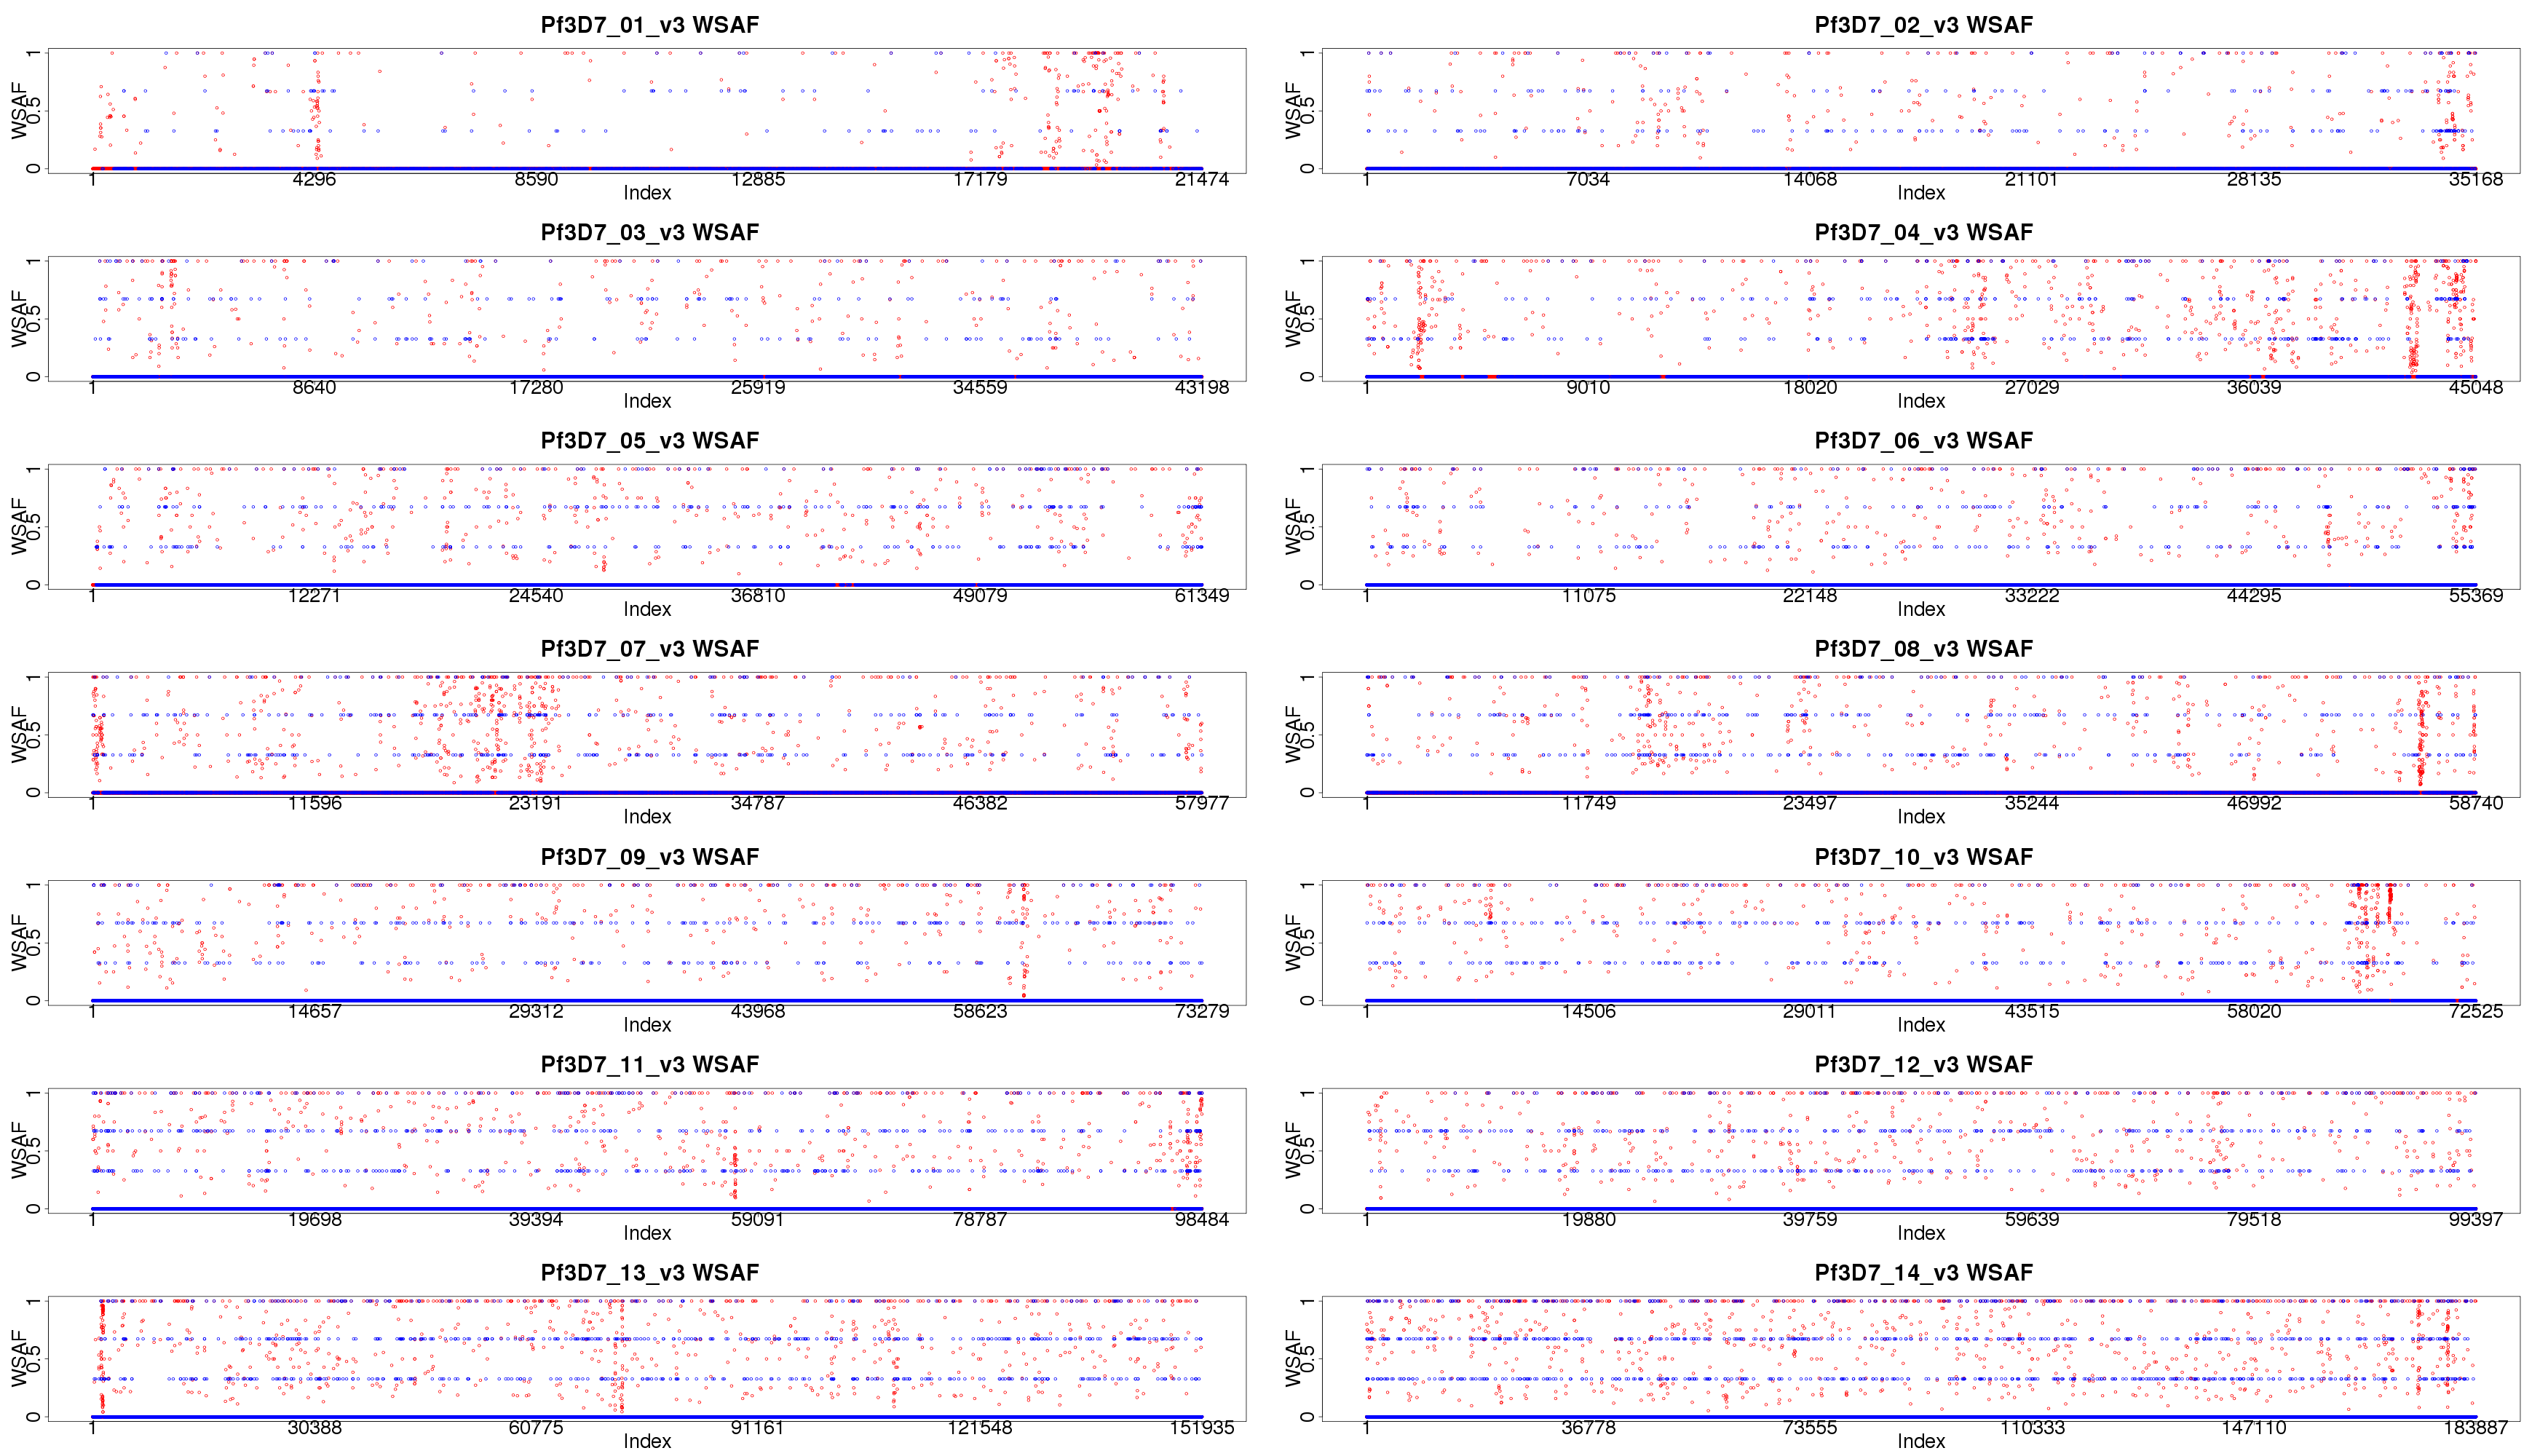 Pf3D7_01_v3 WSAF
WSAF
0 0.5 1
1 4296 8590 12885 17179 21474
Index
Pf3D7_02_v3 WSAF
WSAF
0 0.5 1
1 7034 14068 21101 28135 35168
Index
Pf3D7_03_v3 WSAF
WSAF
0 0.5 1
1 8640 17280 25919 34559 43198
Index
Pf3D7_04_v3 WSAF
WSAF
0 0.5 1
1 9010 18020 27029 36039 45048
Index
Pf3D7_05_v3 WSAF
WSAF
0 0.5 1
1 12271 24540 36810 49079 61349
Index
Pf3D7_06_v3 WSAF
WSAF
0 0.5 1
1 11075 22148 33222 44295 55369
Index
Pf3D7_07_v3 WSAF
WSAF
0 0.5 1
1 11596 23191 34787 46382 57977
Index
Pf3D7_08_v3 WSAF
WSAF
0 0.5 1
1 11749 23497 35244 46992 58740
Index
Pf3D7_09_v3 WSAF
WSAF
0 0.5 1
1 14657 29312 43968 58623 73279
Index
Pf3D7_10_v3 WSAF
WSAF
0 0.5 1
1 14506 29011 43515 58020 72525
Index
Pf3D7_11_v3 WSAF
WSAF
0 0.5 1
1 19698 39394 59091 78787 98484
Index
Pf3D7_12_v3 WSAF
WSAF
0 0.5 1
1 19880 39759 59639 79518 99397
Index
Pf3D7_13_v3 WSAF
WSAF
0 0.5 1
1 30388 60775 91161 121548 151935
Index
Pf3D7_14_v3 WSAF
WSAF
0 0.5 1
1 36778 73555 110333 147110 183887
Index